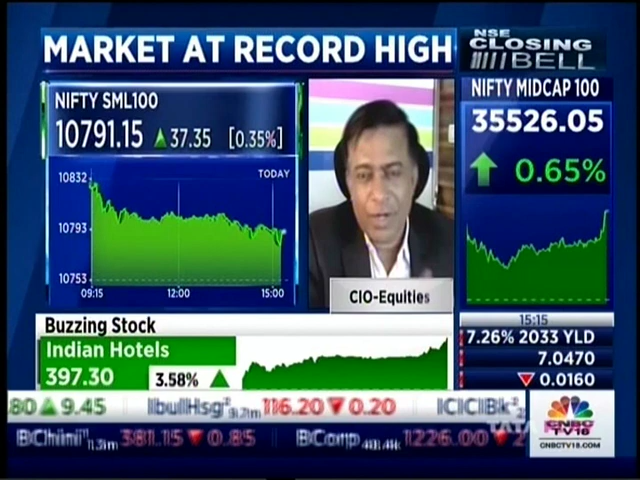 MARKET AT RECORD HIGH
NSE
CLOSING
BELL
NIFTY SML100
10791.15 ▲ 37.35 [0.35%]
NIFTY MIDCAP 100
35526.05
0.65%
TODAY
10832
10793
10753
09:15 12:00 15:00
CIO-Equities
Buzzing Stock
Indian Hotels
397.30 3.58%
15:15
7.26% 2033 YLD
7.0470
0.0160
80 ▲ 9.45 IbullHsg 116.20 ▼ 0.20 ICICIBk
381.15 ▼ 0.85 1226.00 ▼
CNBC
TV18
CNBCTV18.COM